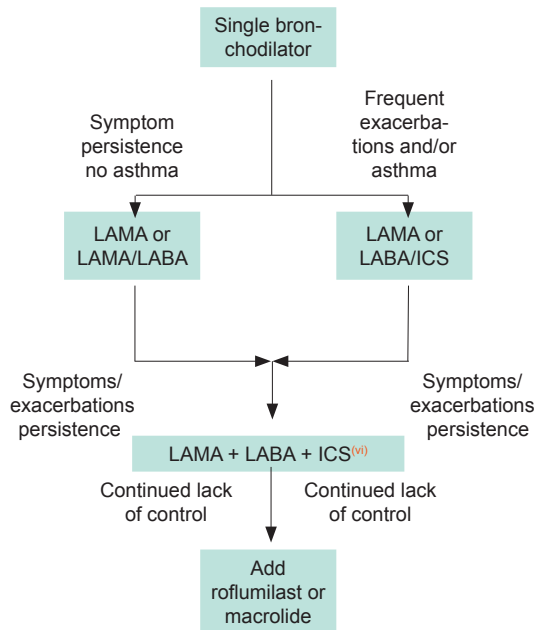 Single bron-
chodilator
Symptom
persistence
no asthma
Frequent
exacerba-
tions and/or
asthma
LAMA or
LAMA/LABA
LAMA or
LABA/ICS
Symptoms/
exacerbations
persistence
Symptoms/
exacerbations
persistence
LAMA + LABA + ICS(vi)
Continued lack
of control
Continued lack
of control
Add
roflumilast or
macrolide